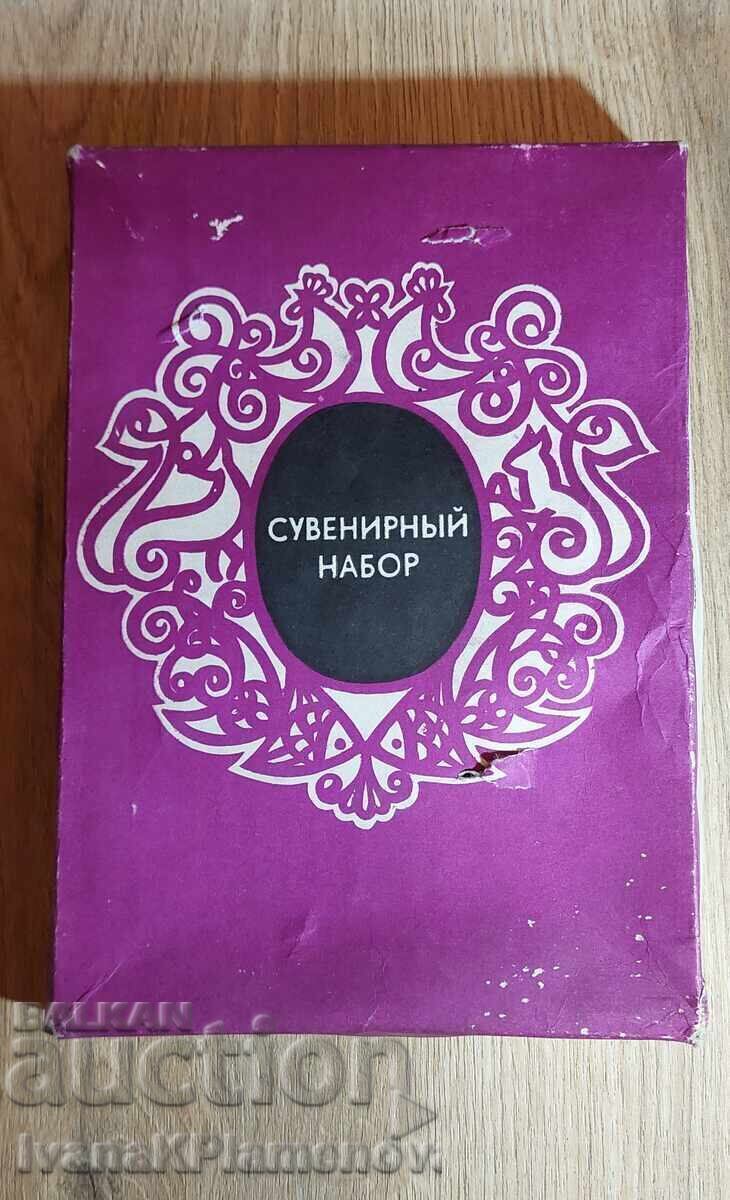 СУВЕНИРНЫЙ
НАБОР
BALKAN
auction
IvanaKPlamenov.